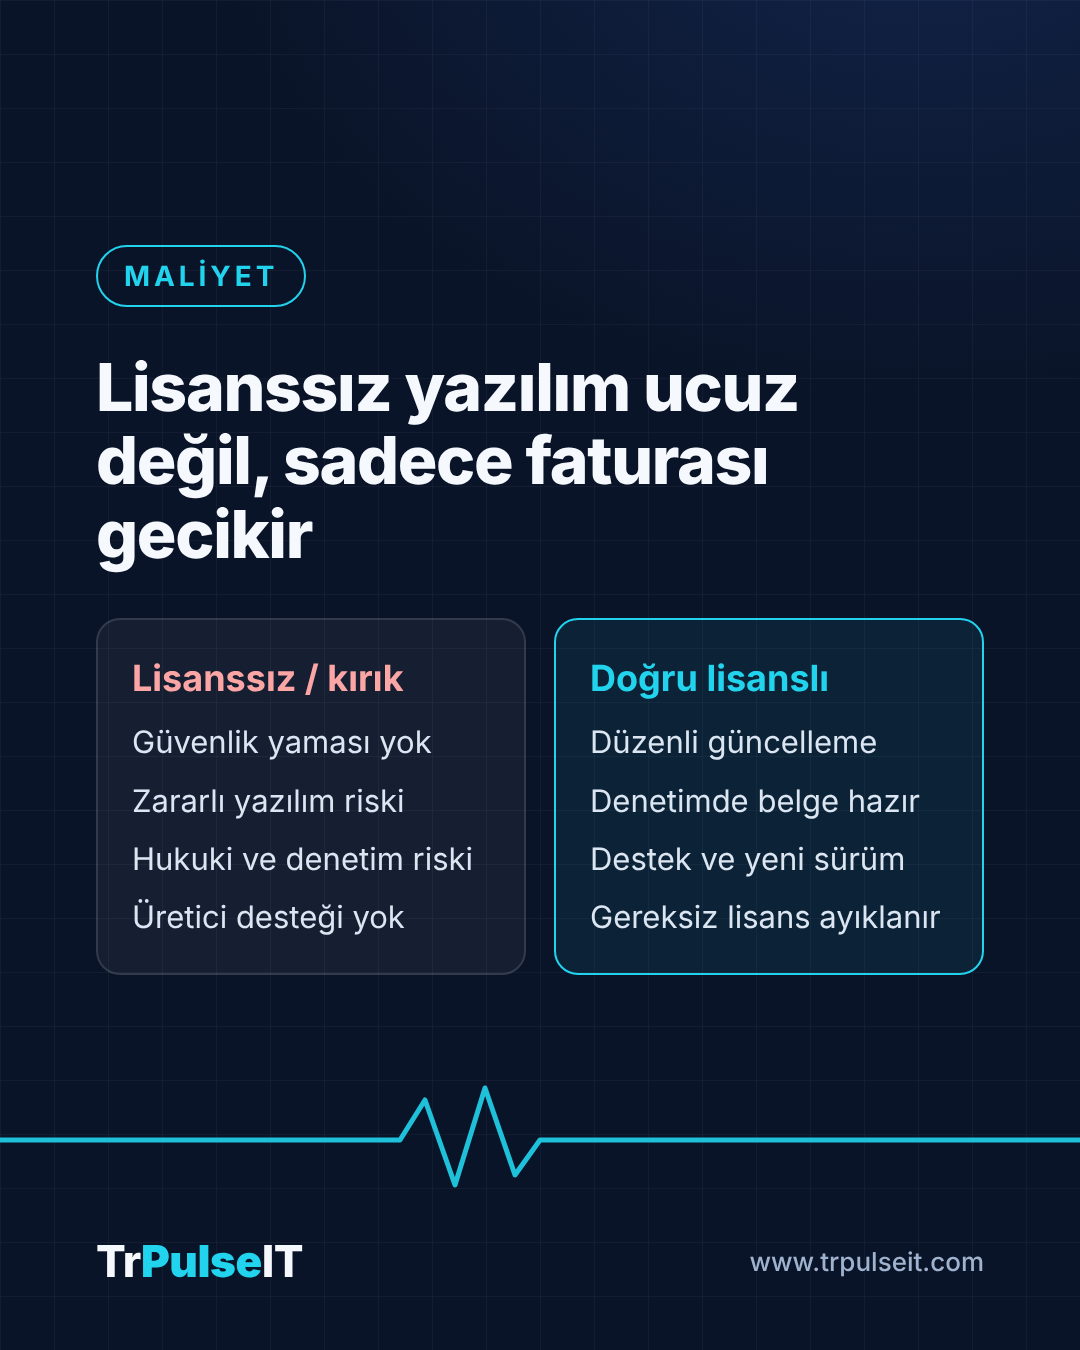 MALİYET
Lisanssız yazılım ucuz
değil, sadece faturası
gecikir
Lisanssız / kırık
Güvenlik yaması yok
Zararlı yazılım riski
Hukuki ve denetim riski
Üretici desteği yok
Doğru lisanslı
Düzenli güncelleme
Denetimde belge hazır
Destek ve yeni sürüm
Gereksiz lisans ayıklanır
TrPulseIT
www.trpulseit.com